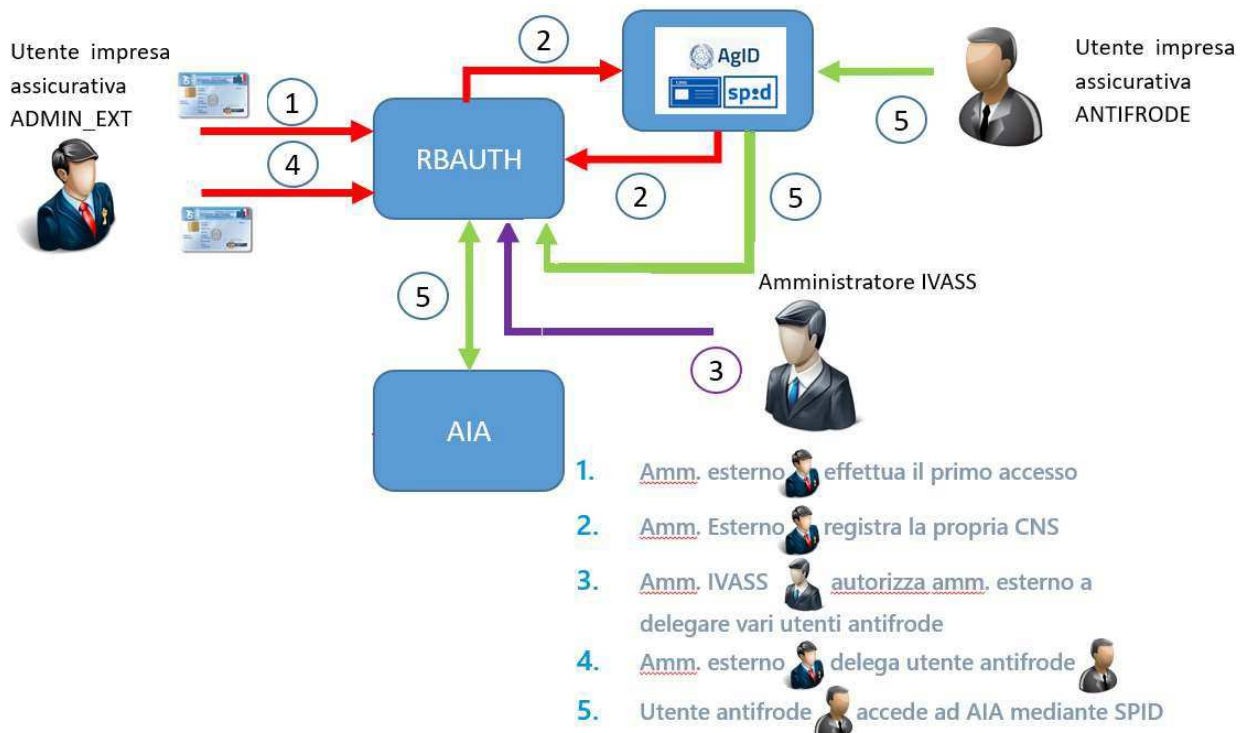 Utente impresa
assicurativa
ADMIN_EXT
1
4
2
AgID
spid
RBAUTH
2
5
5
Utente impresa
assicurativa
ANTIFRODE
5
Amministratore IVASS
3
AIA
1. Amm. esterno effettua il primo accesso
2. Amm. Esterno registra la propria CNS
3. Amm. IVASS autorizza amm. esterno a
delegare vari utenti antifrode
4. Amm. esterno delega utente antifrode
5. Utente antifrode accede ad AIA mediante SPID